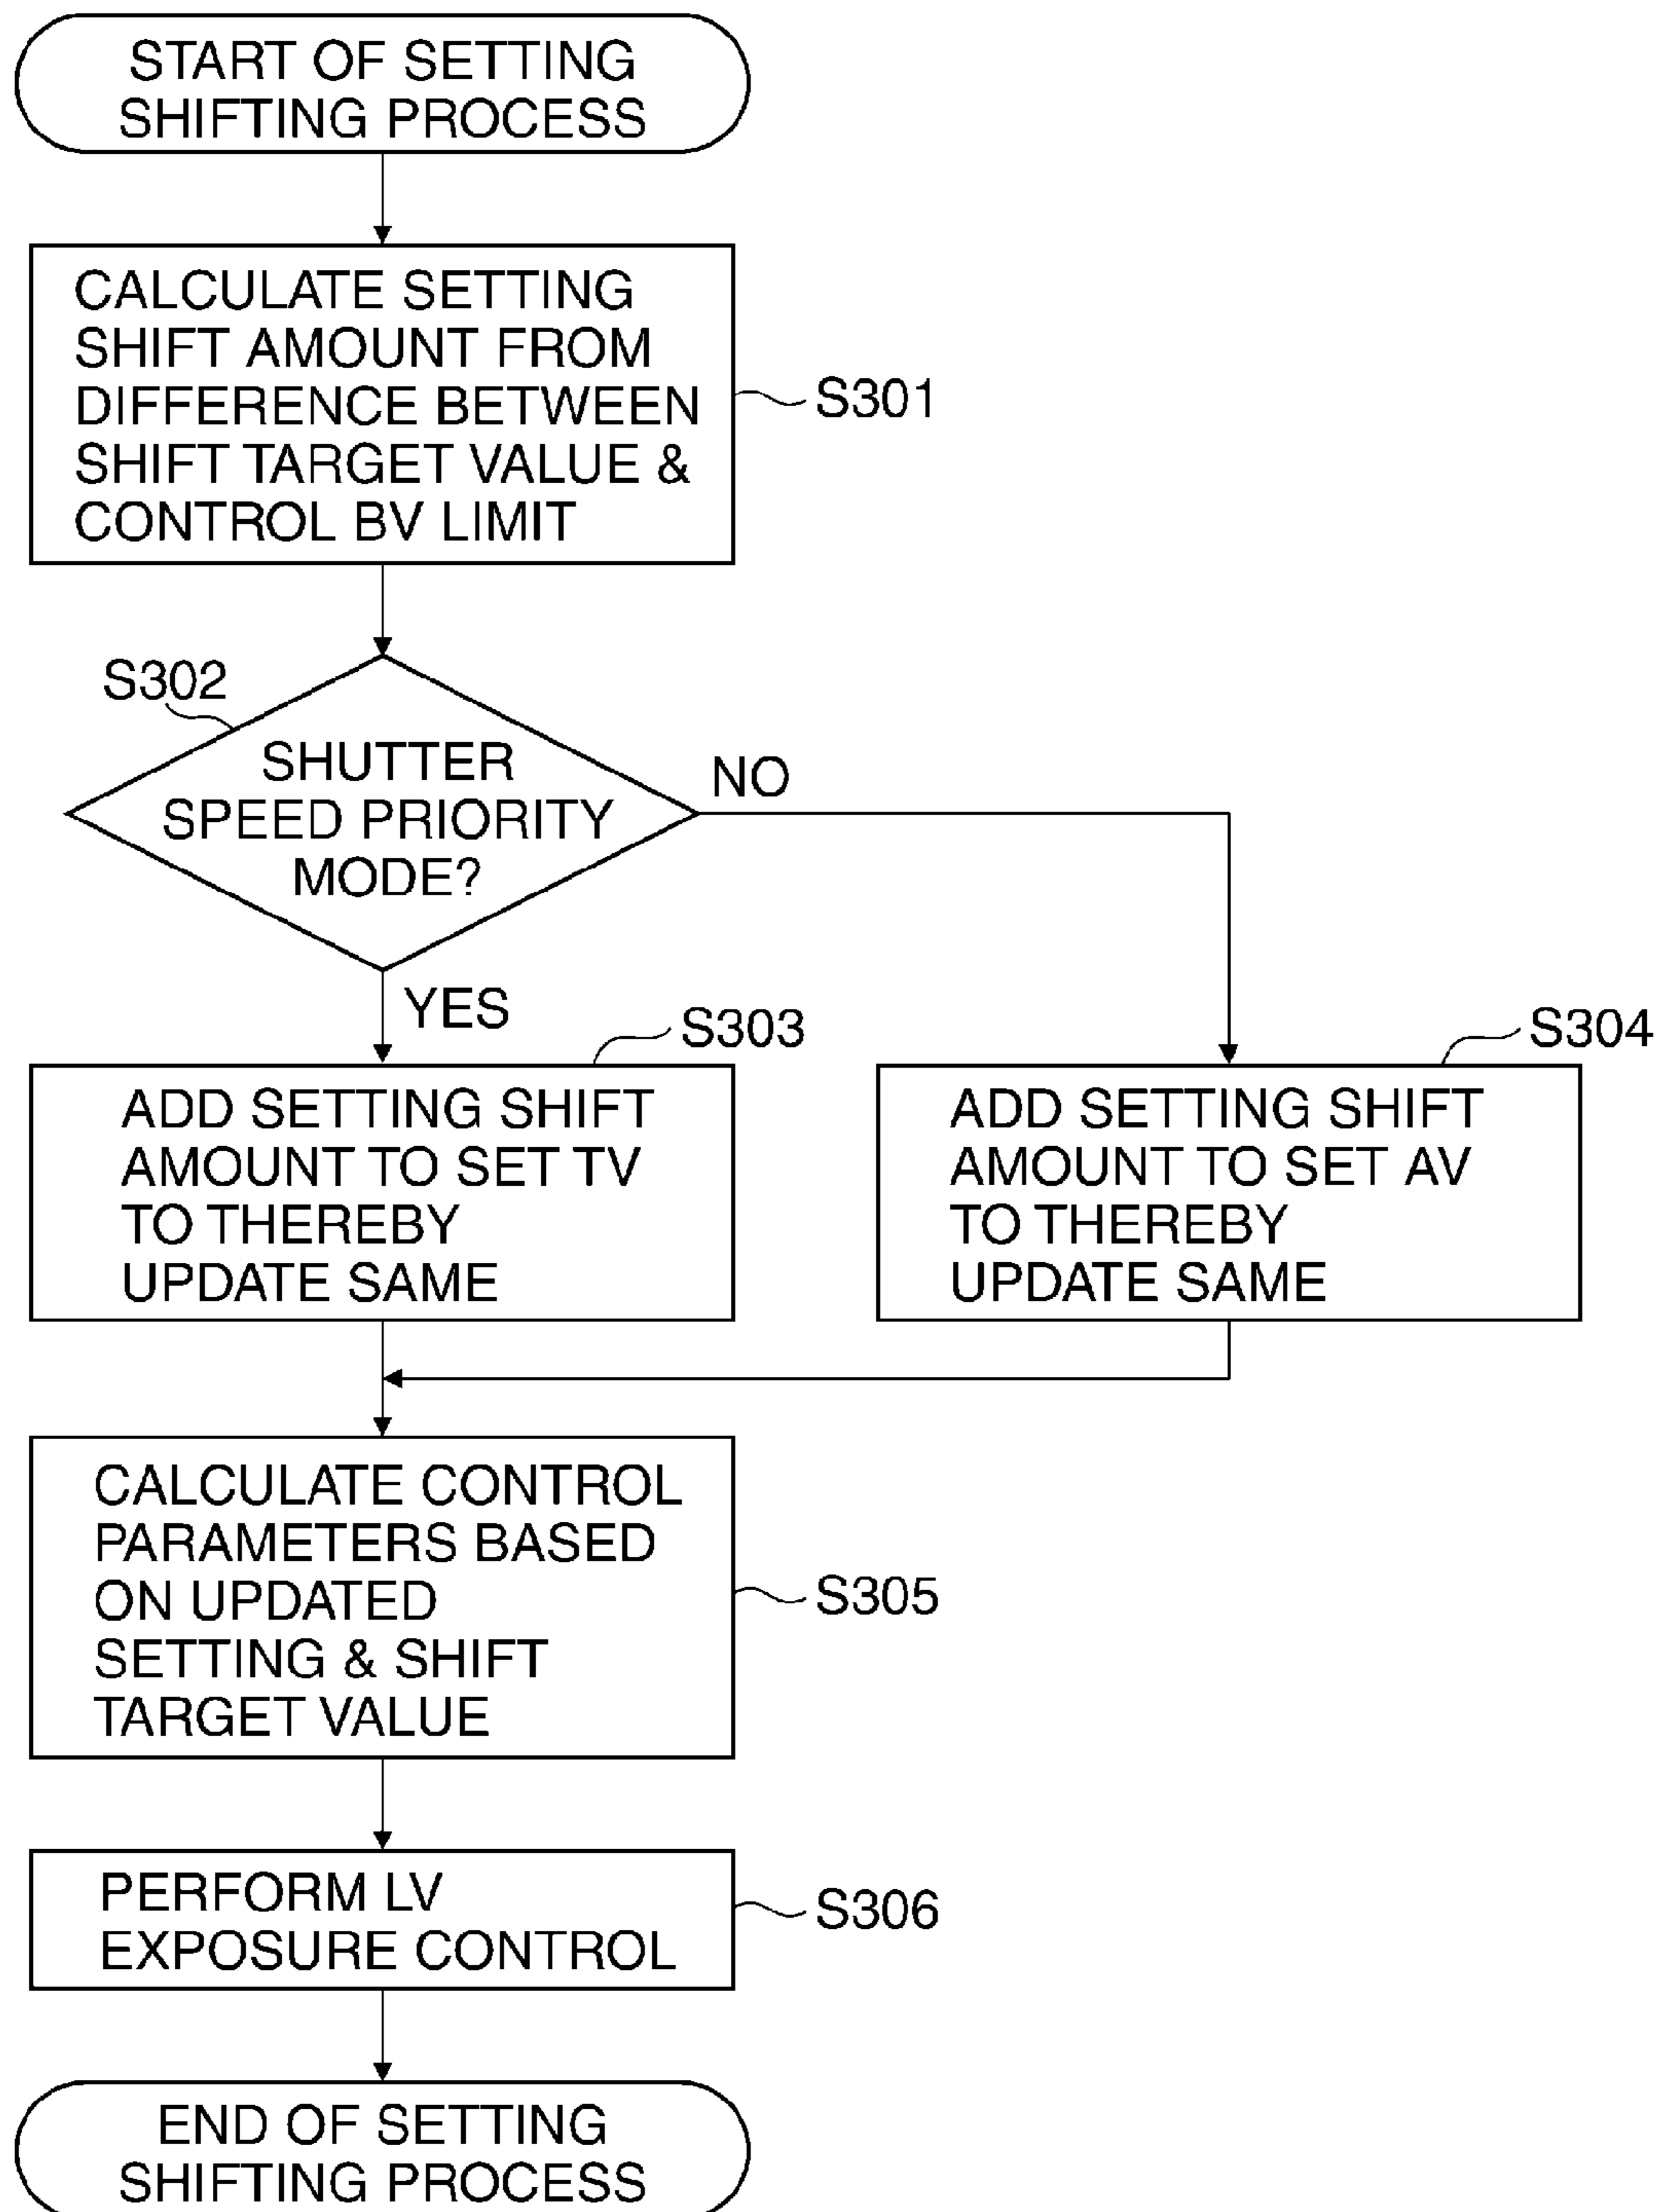 START OF SETTING
SHIFTING PROCESS
CALCULATE SETTING
SHIFT AMOUNT FROM
DIFFERENCE BETWEEN
SHIFT TARGET VALUE &
CONTROL BV LIMIT
S301
S302
SHUTTER
SPEED PRIORITY
MODE?
NO
YES
S303
ADD SETTING SHIFT
AMOUNT TO SET TV
TO THEREBY
UPDATE SAME
S304
ADD SETTING SHIFT
AMOUNT TO SET AV
TO THEREBY
UPDATE SAME
CALCULATE CONTROL
PARAMETERS BASED
ON UPDATED
SETTING & SHIFT
TARGET VALUE
S305
PERFORM LV
EXPOSURE CONTROL
S306
END OF SETTING
SHIFTING PROCESS